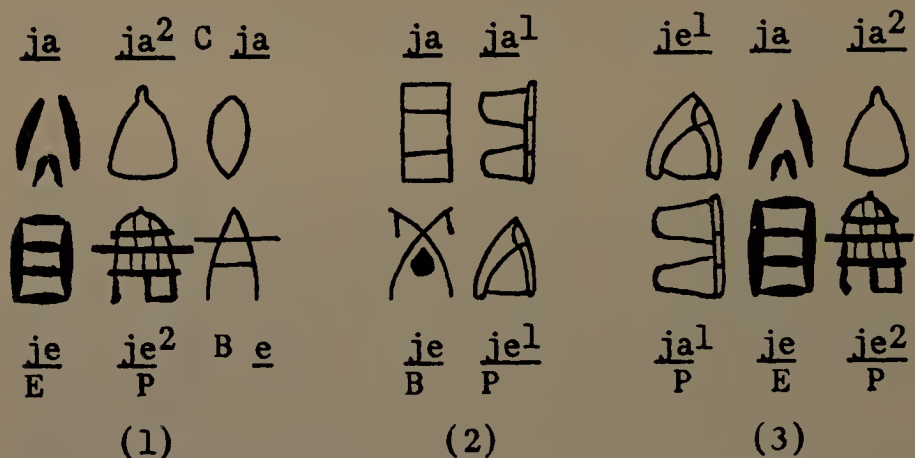 ja ja² C ja ja ja¹ je¹ ja ja²
je je² B e je je¹ ja¹ je je²
E P B P P E P
(1) (2) (3)